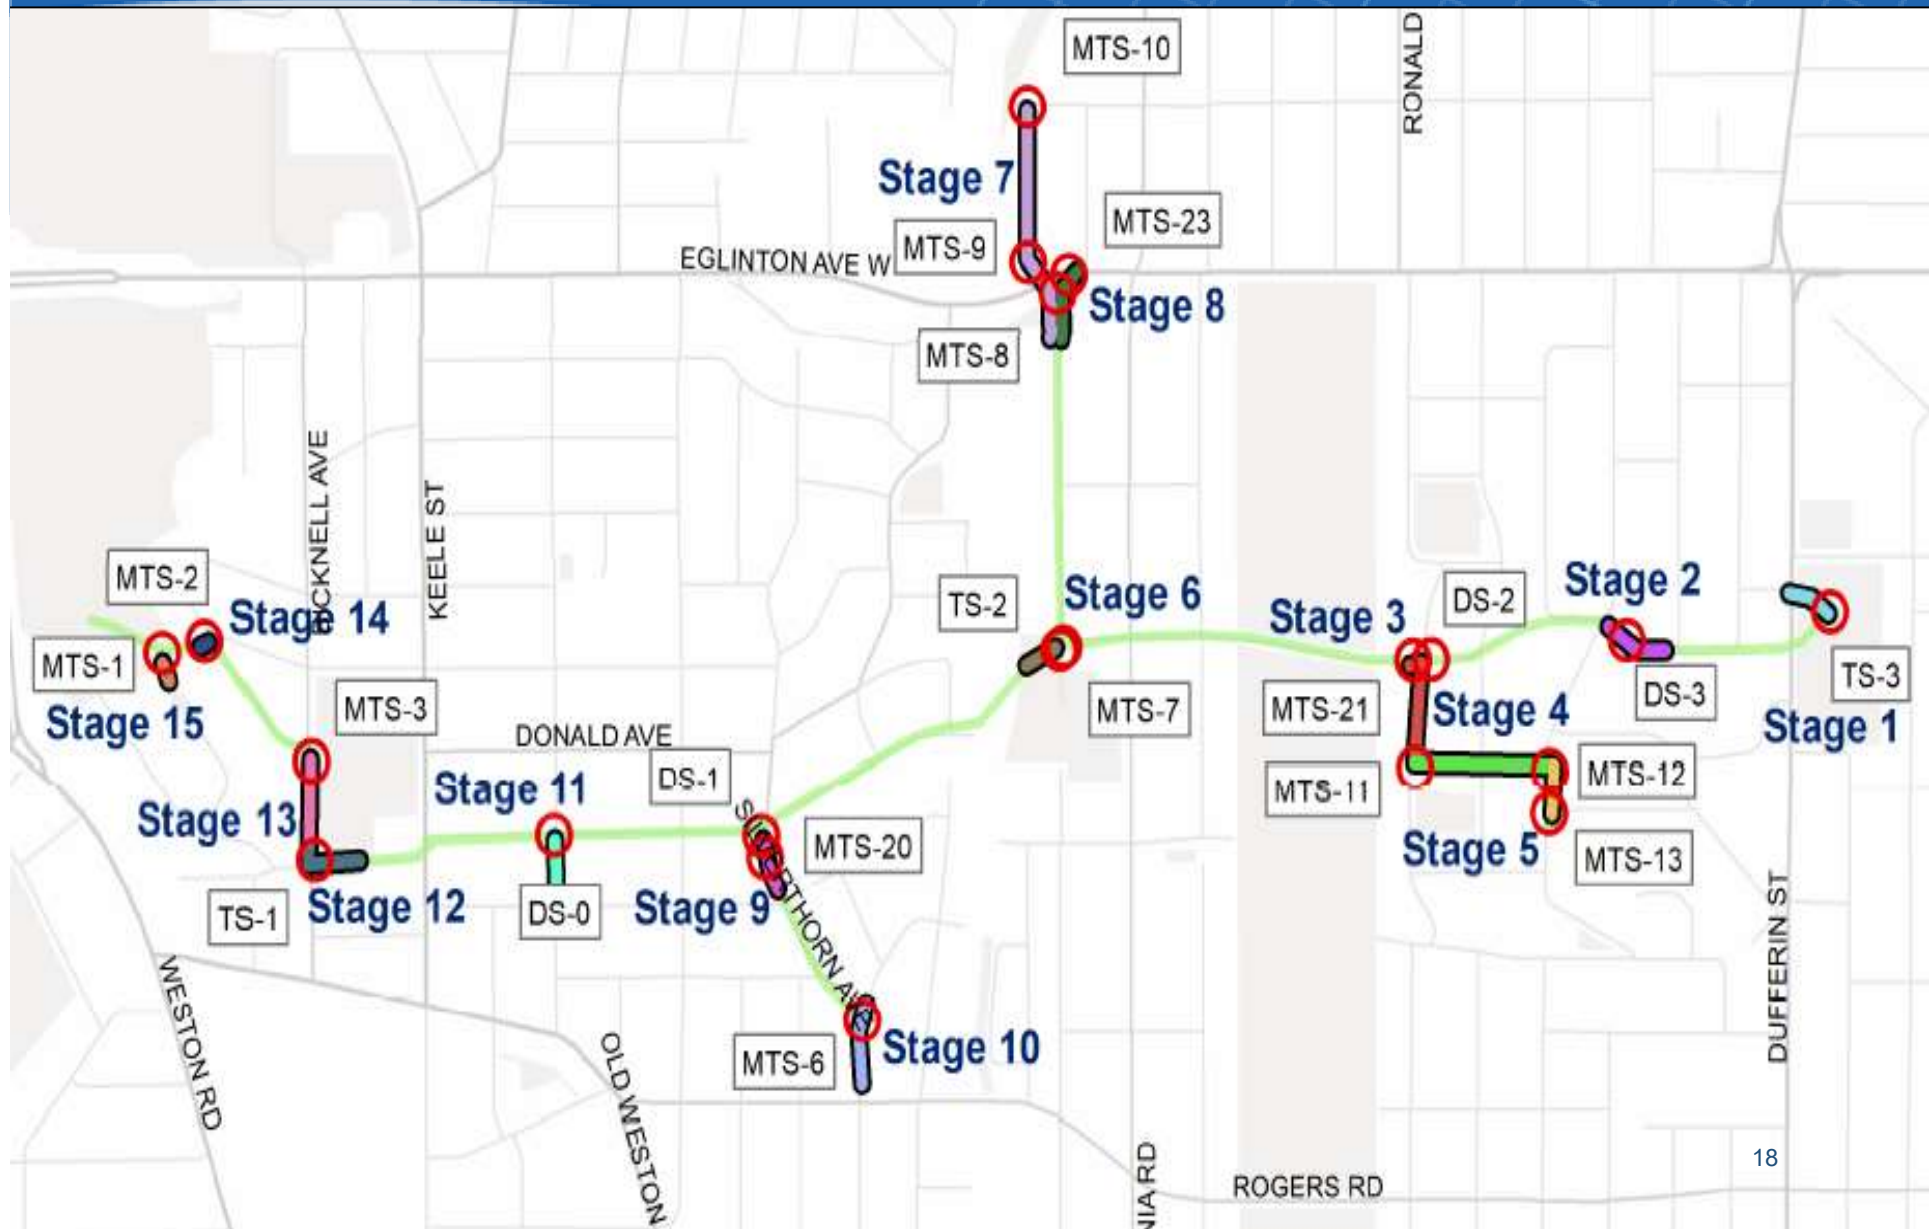 MTS-10
RONALD
Stage 7
MTS-23
MTS-9
EGLINTON AVE W
Stage 8
MTS-8
BICKNELL AVE
KEELE ST
MTS-2
Stage 14
MTS-1
Stage 15
MTS-3
TS-2
Stage 6
MTS-7
Stage 3
DS-2
Stage 2
DS-3
TS-3
Stage 1
MTS-21
Stage 4
MTS-11
MTS-12
Stage 5
MTS-13
DONALD AVE
DS-1
Stage 11
Stage 13
MTS-20
TS-1
Stage 12
DS-0
Stage 9
WESTON RD
OLD WESTON
MTS-6
Stage 10
DUFFERIN ST
NIA RD
ROGERS RD
18